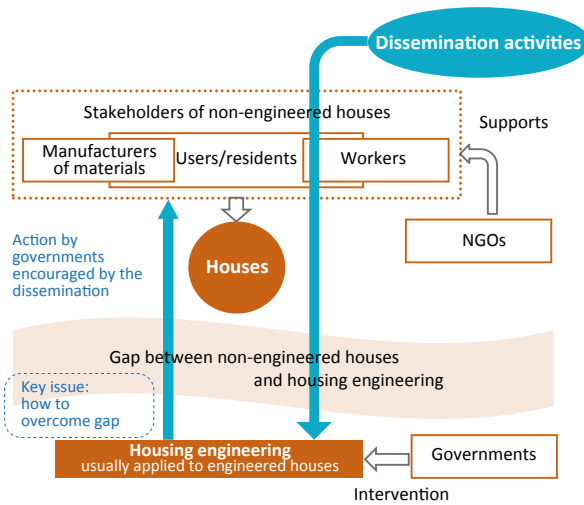 Dissemination activities
Stakeholders of non-engineered houses
Supports
Manufacturers
of materials
Users/residents
Workers
NGOs
Action by
governments
encouraged by the
dissemination
Houses
Gap between non-engineered houses
and housing engineering
Key issue:
how to
overcome gap
Housing engineering
usually applied to engineered houses
Governments
Intervention